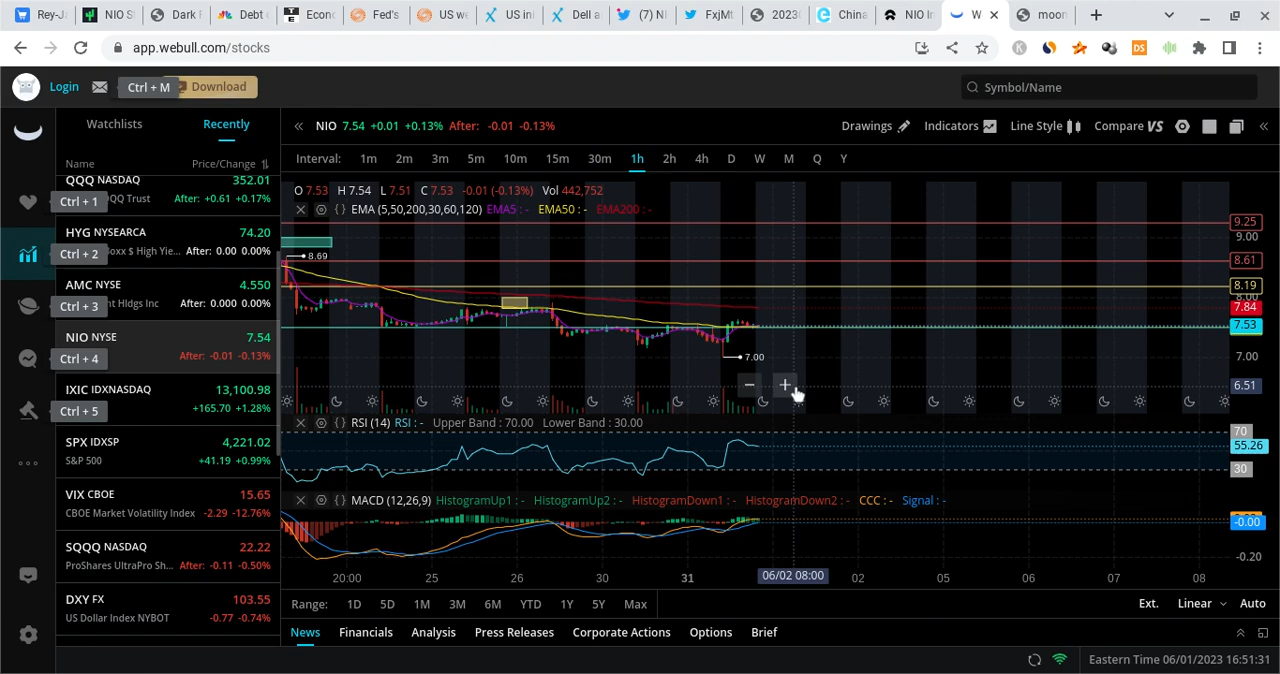 Rey-Ja
NIO S
Dark F
Debt c
Econo
Fed's
US we
US in
Dell a
(7) NI
FxjMt
2023
China
NIO In
W
moon
app.webull.com/stocks
Login
Ctrl + M
Download
Symbol/Name
Watchlists
Recently
Name
Price/Change
QQQ NASDAQ
352.01
QQ Trust
After: +0.61 +0.17%
Ctrl + 1
HYG NYSEARCA
74.20
oxx $ High Yie...
After: 0.00 0.00%
Ctrl + 2
AMC NYSE
4.550
nt Hldgs Inc
After: 0.000 0.00%
Ctrl + 3
NIO NYSE
7.54
After: -0.01 -0.13%
Ctrl + 4
IXIC IDXNASDAQ
13,100.98
+165.70 +1.28%
Ctrl + 5
SPX IDXSP
4,221.02
S&P 500
+41.19 +0.99%
VIX CBOE
15.65
CBOE Market Volatility Index
-2.29 -12.76%
SQQQ NASDAQ
22.22
ProShares UltraPro Sh...
After: -0.11 -0.50%
DXY FX
103.55
US Dollar Index NYBOT
-0.77 -0.74%
NIO 7.54 +0.01 +0.13% After: -0.01 -0.13%
Drawings
Indicators
Line Style
Compare VS
Interval: 1m 2m 3m 5m 10m 15m 30m 1h 2h 4h D W M Q Y
O 7.53 H 7.54 L 7.51 C 7.53 -0.01 (-0.13%) Vol 442,752
EMA (5,50,200,30,60,120) EMA5 : - EMA50 : - EMA200 : -
9.25
9.00
8.69
8.61
8.19
8.00
7.84
7.53
7.00
7.00
6.51
RSI (14) RSI : - Upper Band : 70.00 Lower Band : 30.00
70
55.26
30
MACD (12,26,9) HistogramUp1 : - HistogramUp2 : - HistogramDown1 : - HistogramDown2 : - CCC : - Signal : -
-0.00
-0.20
20:00 25 26 30 31 06/02 08:00 02 05 06 07 08
Range: 1D 5D 1M 3M 6M YTD 1Y 5Y Max
Ext. Linear Auto
News Financials Analysis Press Releases Corporate Actions Options Brief
Eastern Time 06/01/2023 16:51:31